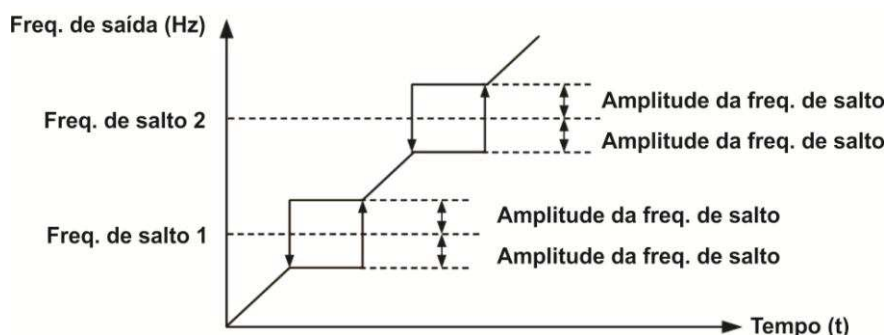 Freq. de saída (Hz)
Freq. de salto 2
Amplitude da freq. de salto
Amplitude da freq. de salto
Freq. de salto 1
Amplitude da freq. de salto
Amplitude da freq. de salto
Tempo (t)